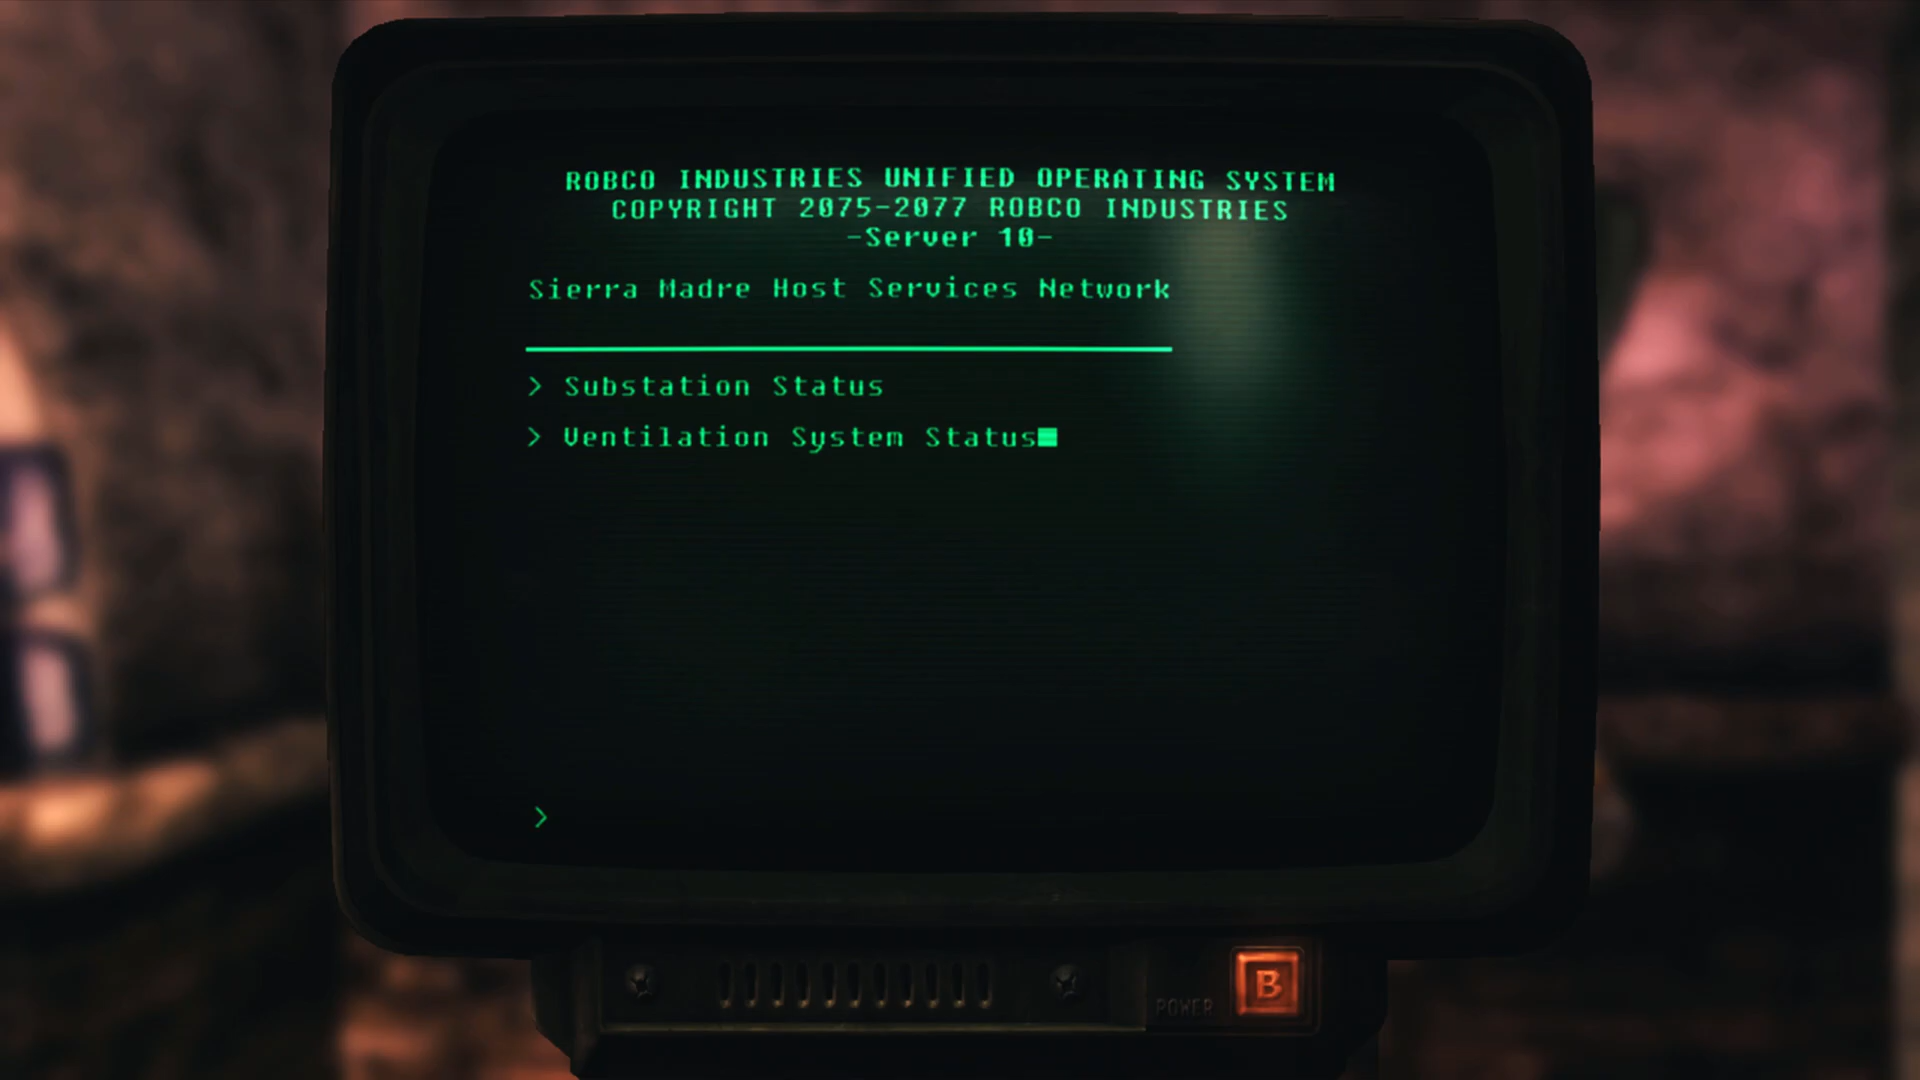 ROBCO INDUSTRIES UNIFIED OPERATING SYSTEM
COPYRIGHT 2075-2077 ROBCO INDUSTRIES
-Server 10-
Sierra Madre Host Services Network
> Substation Status
> Ventilation System Status
>
POWER
B